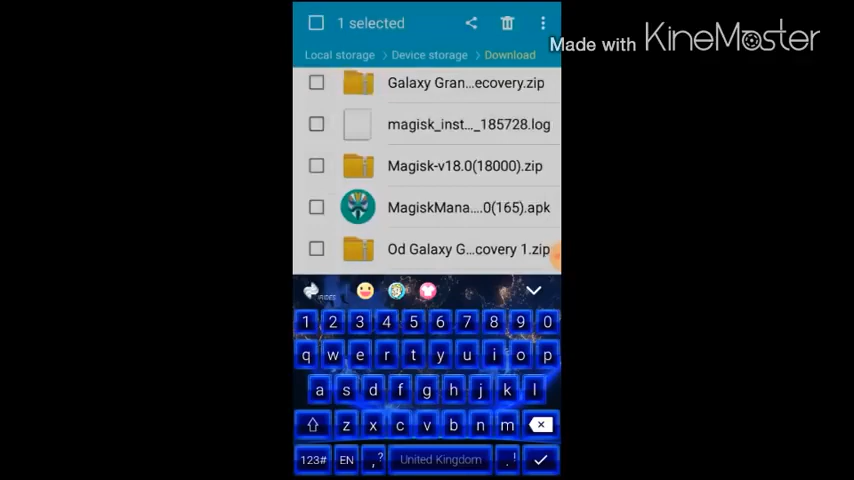 1 selected
Made with KINEMASTER
Local storage > Device storage > Download
Galaxy Gran...ecovery.zip
magisk_inst..._185728.log
Magisk-v18.0(18000).zip
MagiskMana....0(165).apk
Od Galaxy G...covery 1.zip
1 2 3 4 5 6 7 8 9 0
q w e r t y u i o p
a s d f g h j k l
z x c v b n m
123# EN ,? United Kingdom .!